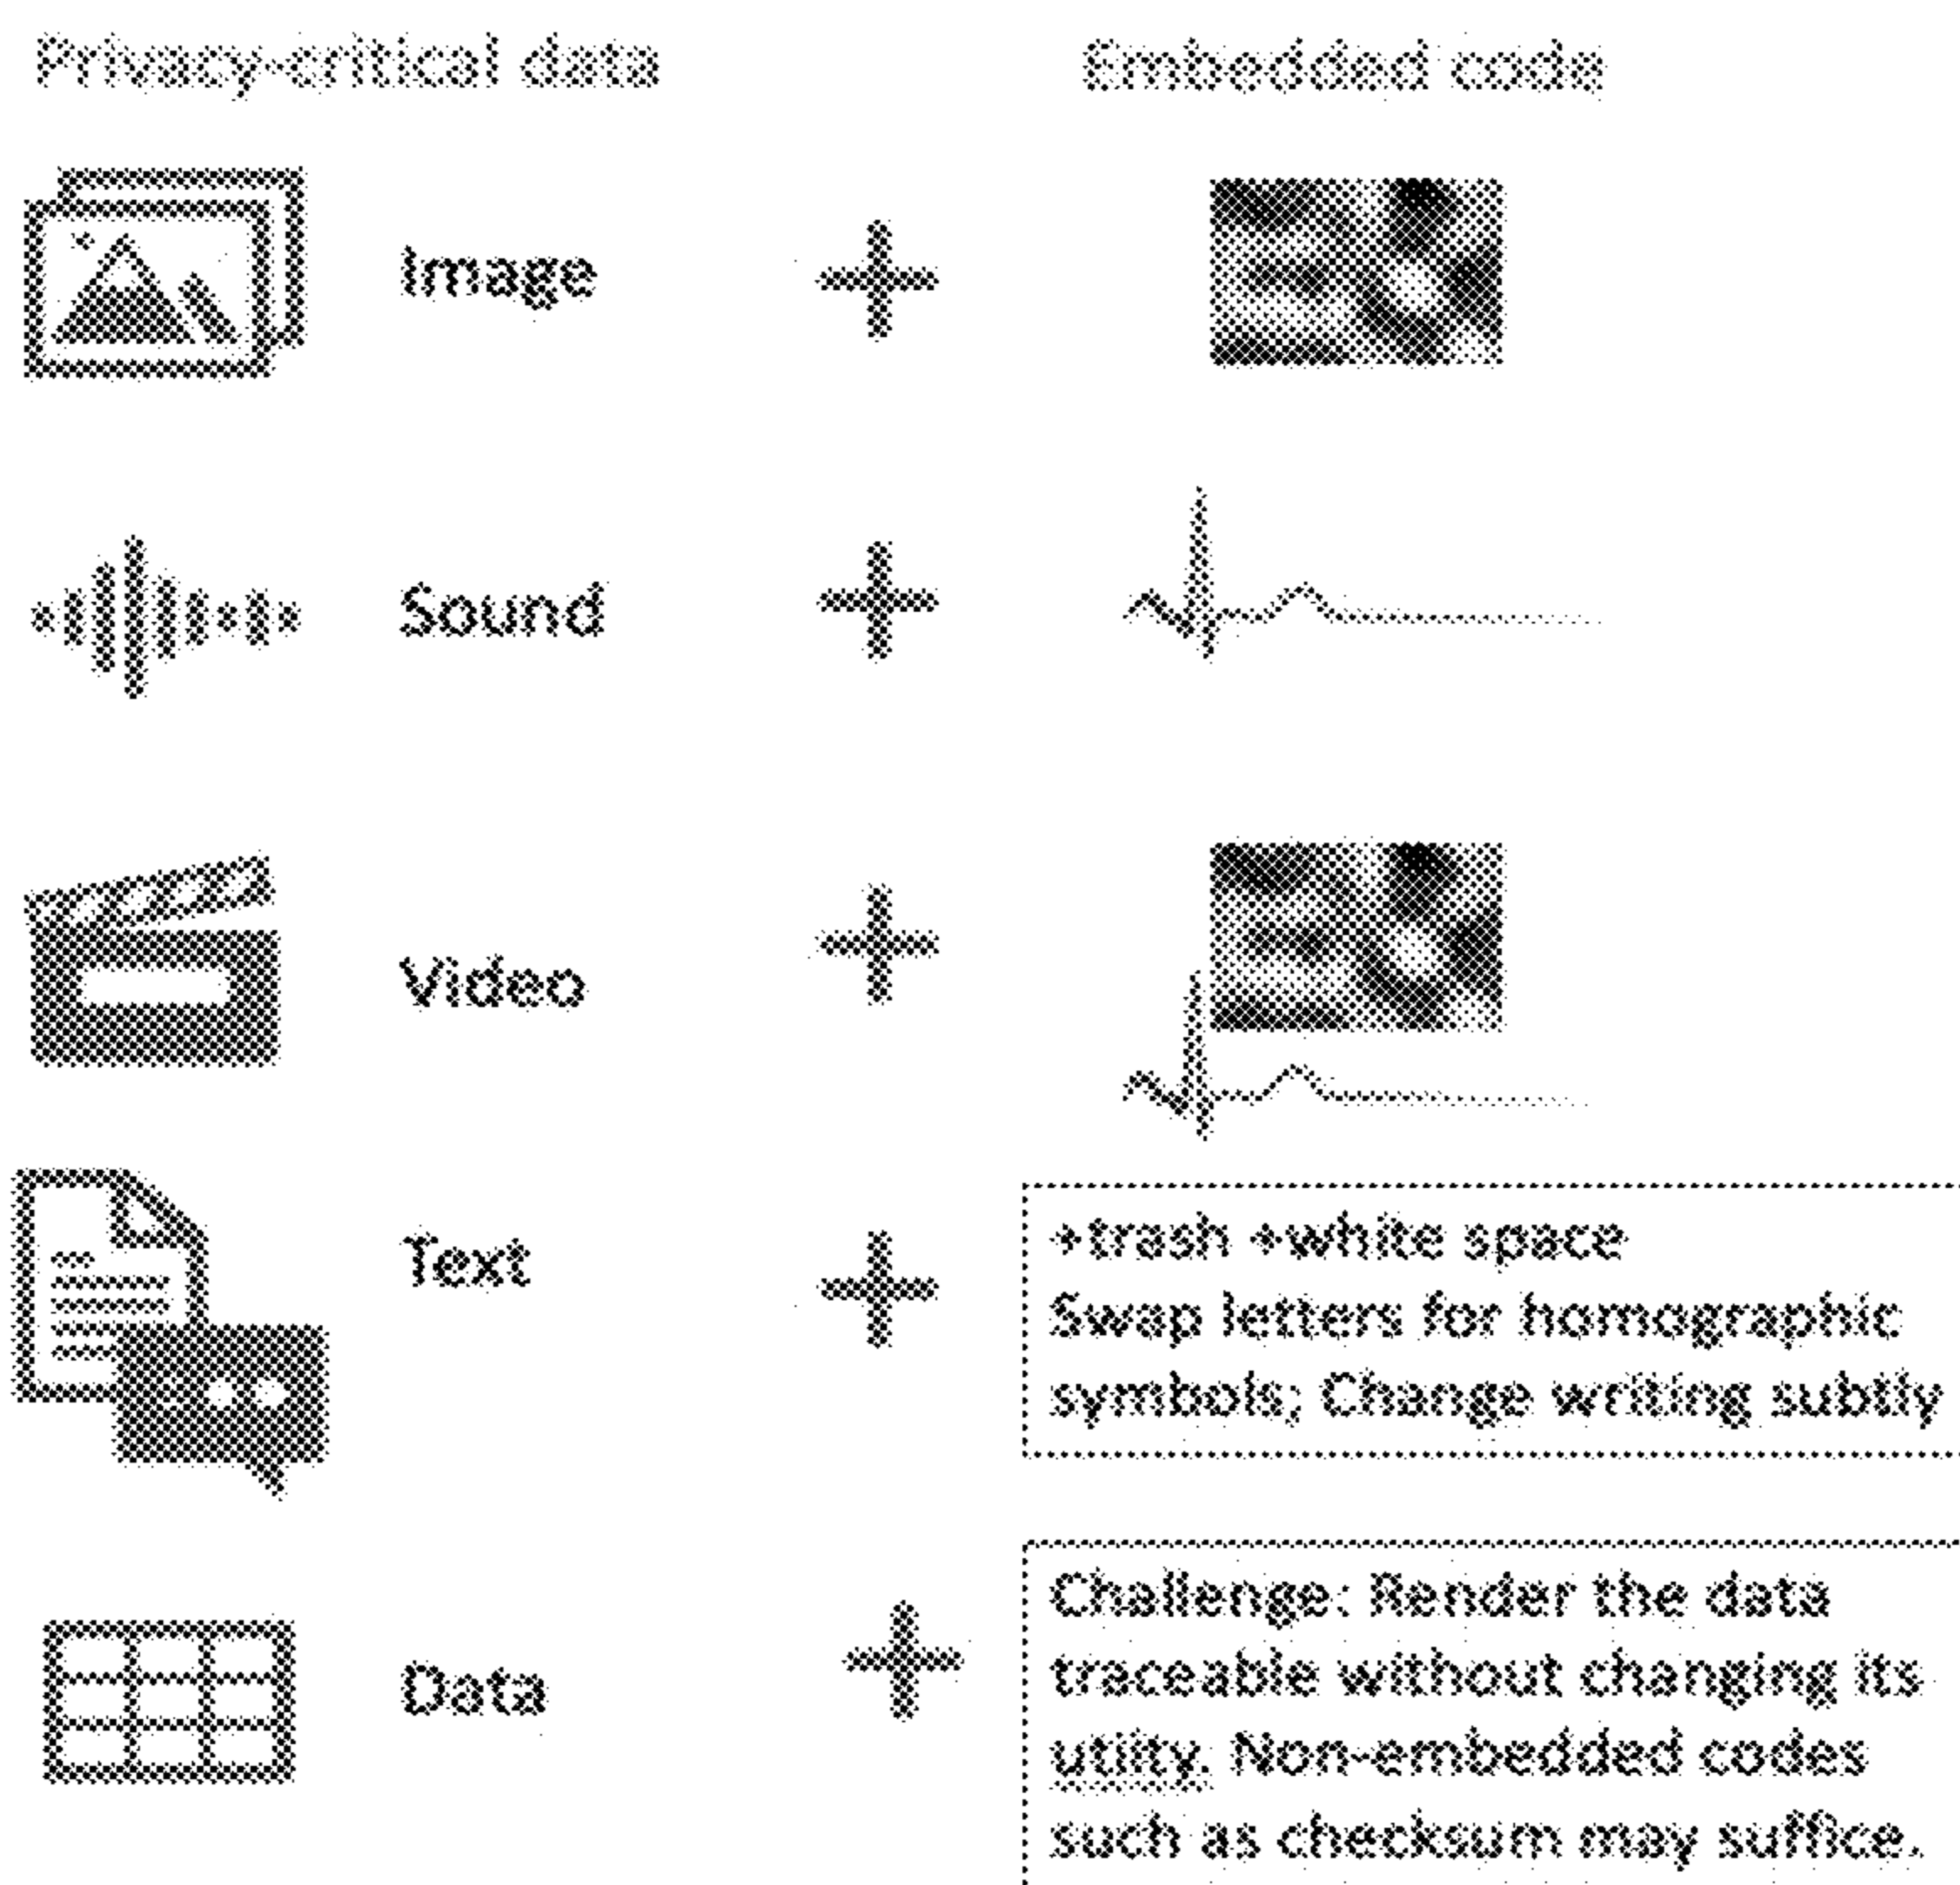 Privacy-critical data
Embedded code
Image
Sound
Video
Text
+trash +white space
Swap letters for homographic
symbols; Change writing subtly
Data
Challenge: Render the data
traceable without changing its
utiity. Non-embedded codes
such as checksum may suffice.